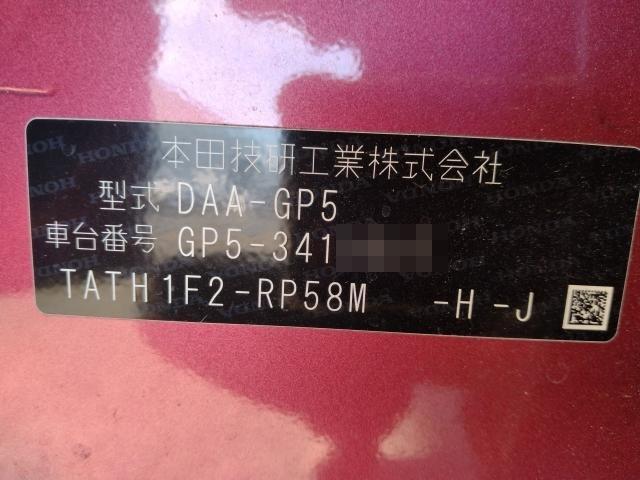 本田技研工業株式会社
型式 DAA-GP5
車台番号 GP5-341
TATH1F2-RP58M -H -J